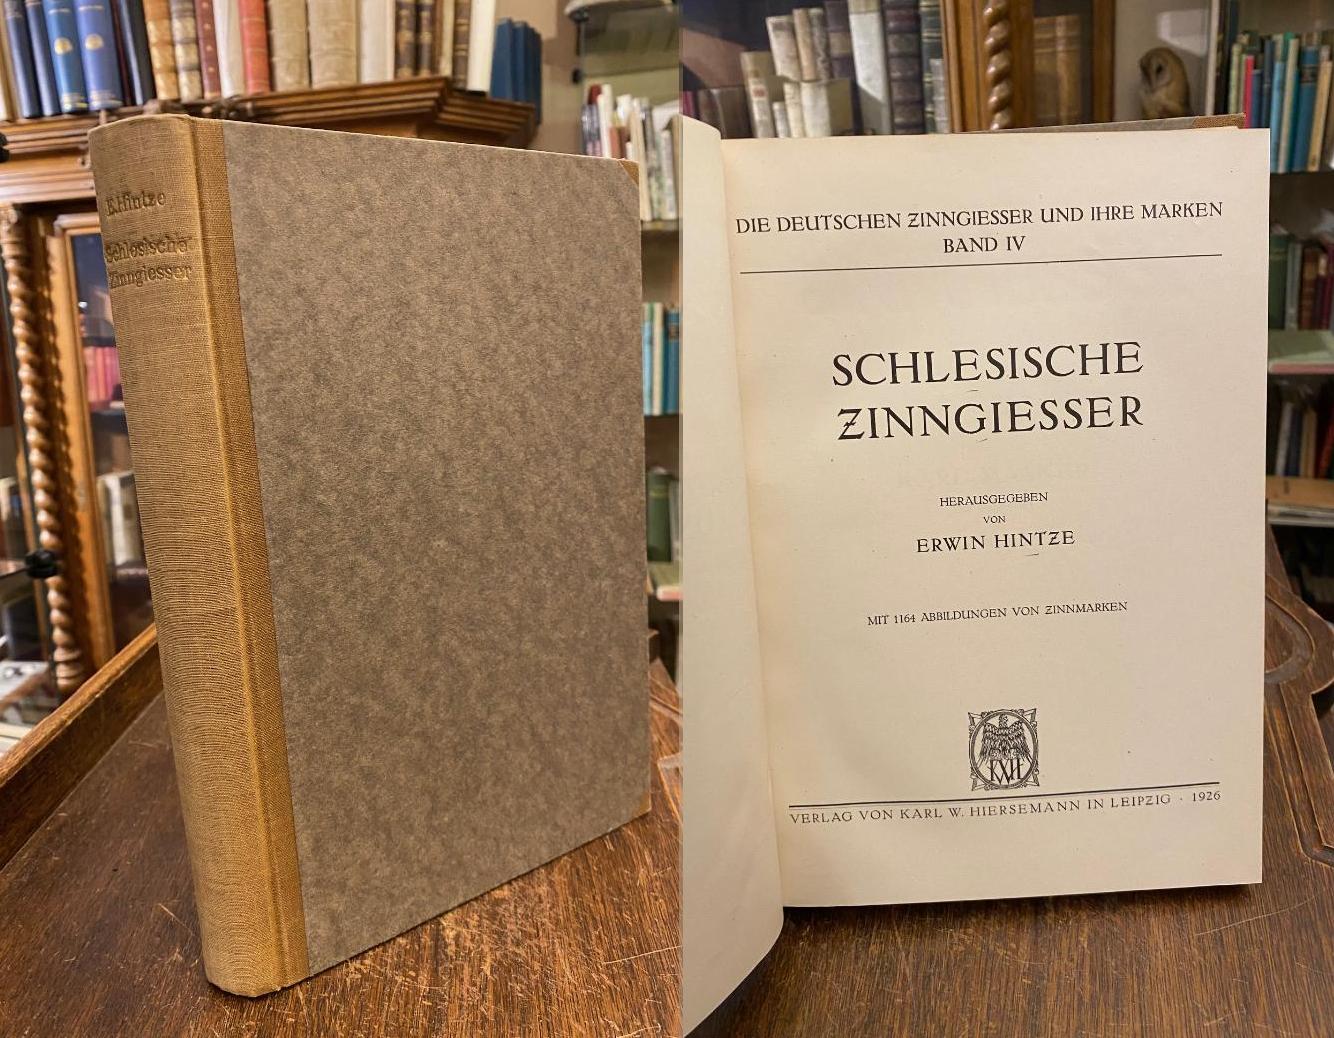 E. Hintze
Schlesische
Zinngiesser
DIE DEUTSCHEN ZINNGIESSER UND IHRE MARKEN
BAND IV
SCHLESISCHE
ZINNGIESSER
HERAUSGEGEBEN
VON
ERWIN HINTZE
MIT 1164 ABBILDUNGEN VON ZINNMARKEN
KWH
VERLAG VON KARL W. HIERSEMANN IN LEIPZIG · 1926